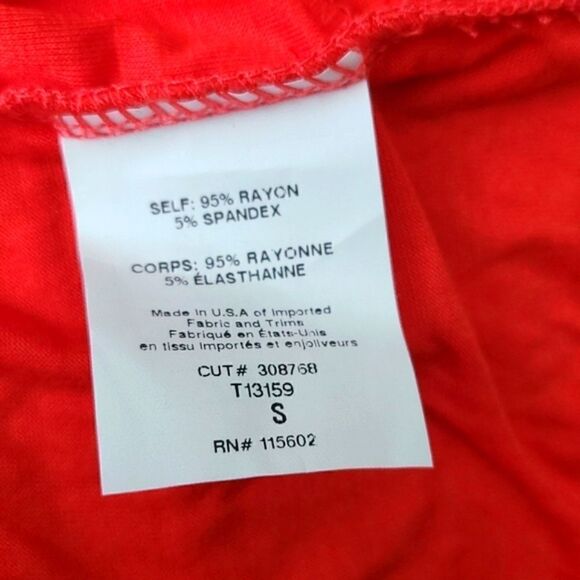 SELF: 95% RAYON
5% SPANDEX
CORPS: 95% RAYONNE
5% ÉLASTHANNE
Made in U.S.A of Imported
Fabric and Trims
Fabriqué en États-Unis
en tissu importés et enjoliveurs
CUT# 308768
T13159
S
RN# 115602